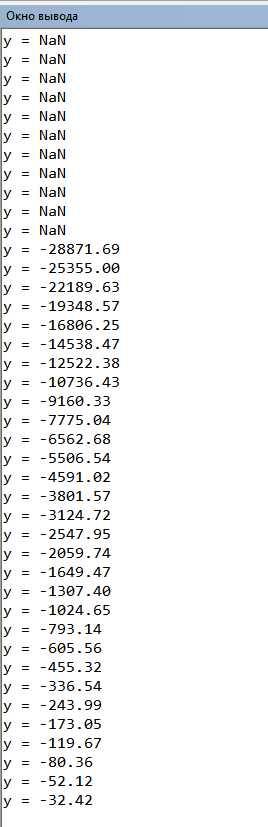 Окно вывода
y = NaN
y = NaN
y = NaN
y = NaN
y = NaN
y = NaN
y = NaN
y = NaN
y = NaN
y = NaN
y = NaN
y = -28871.69
y = -25355.00
y = -22189.63
y = -19348.57
y = -16806.25
y = -14538.47
y = -12522.38
y = -10736.43
y = -9160.33
y = -7775.04
y = -6562.68
y = -5506.54
y = -4591.02
y = -3801.57
y = -3124.72
y = -2547.95
y = -2059.74
y = -1649.47
y = -1307.40
y = -1024.65
y = -793.14
y = -605.56
y = -455.32
y = -336.54
y = -243.99
y = -173.05
y = -119.67
y = -80.36
y = -52.12
y = -32.42